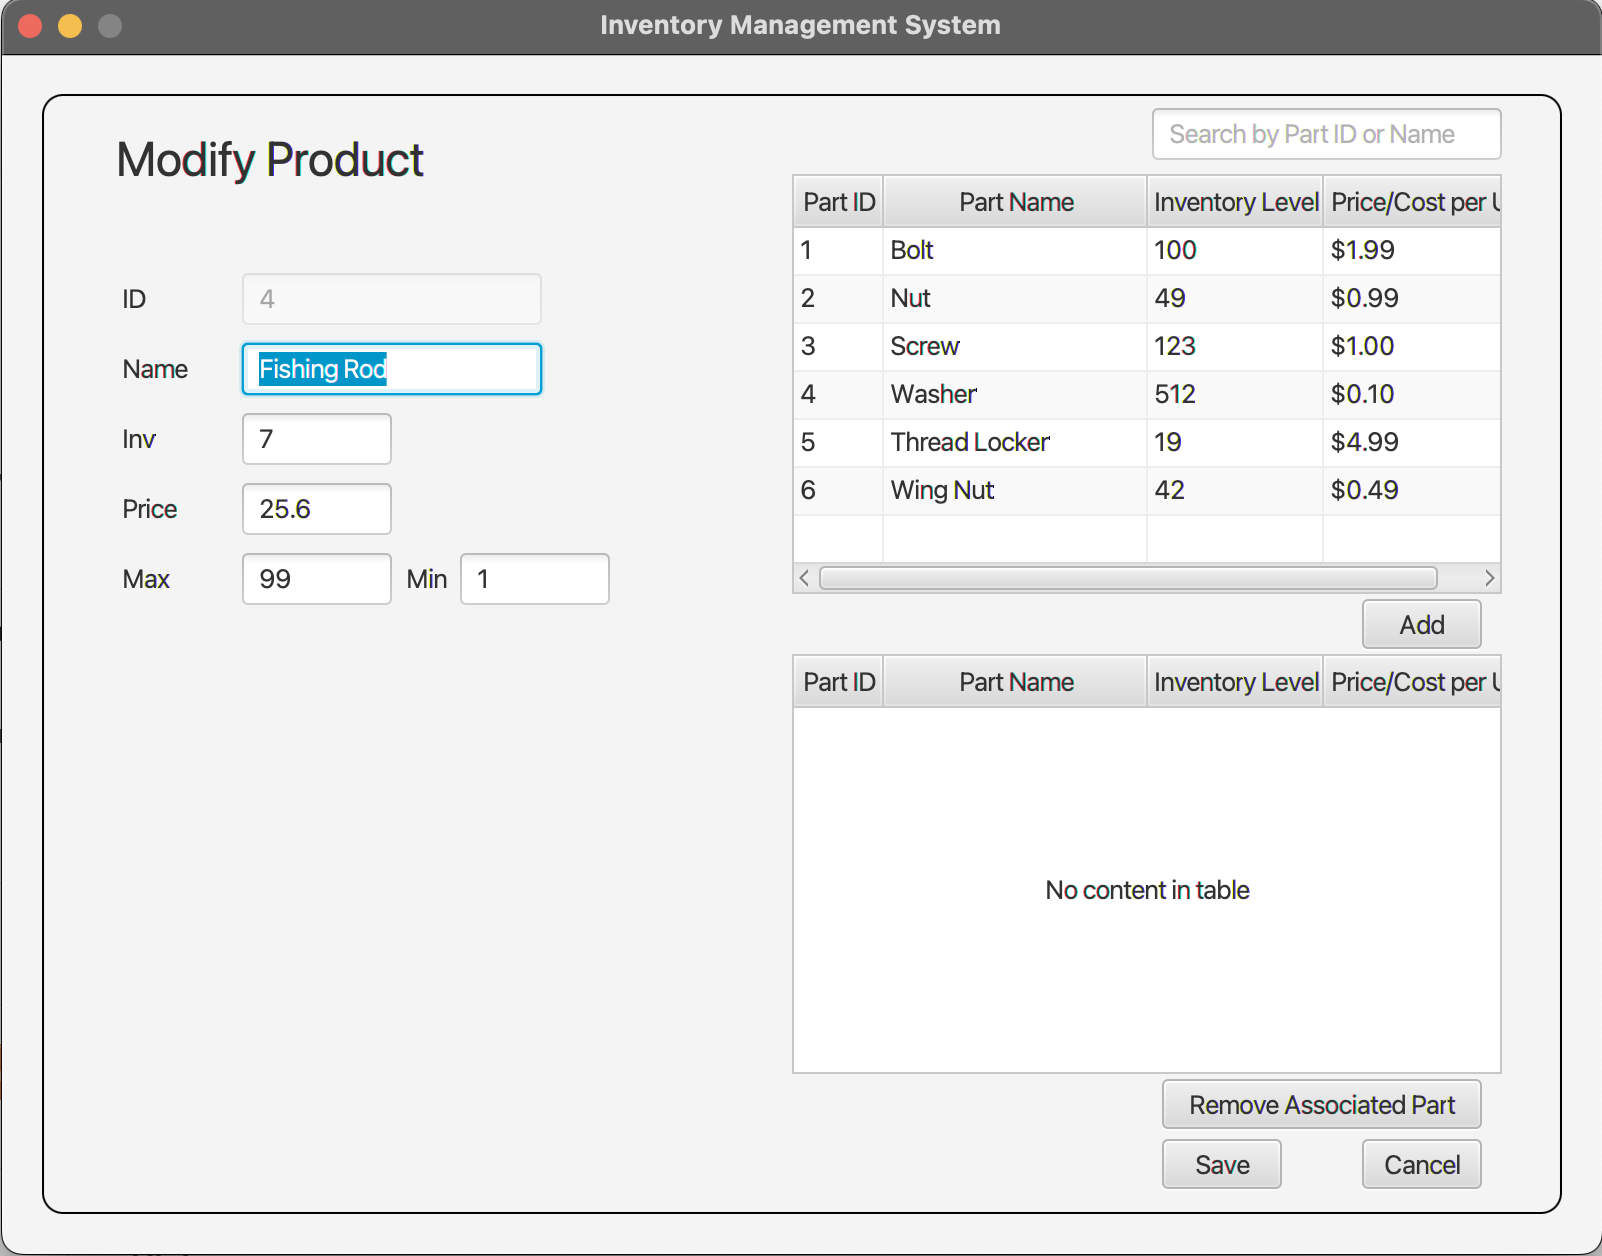 Inventory Management System
Modify Product
Search by Part ID or Name
ID 4
Name Fishing Rod
Inv 7
Price 25.6
Max 99 Min 1
Part ID Part Name Inventory Level Price/Cost per U
1 Bolt 100 $1.99
2 Nut 49 $0.99
3 Screw 123 $1.00
4 Washer 512 $0.10
5 Thread Locker 19 $4.99
6 Wing Nut 42 $0.49
Add
Part ID Part Name Inventory Level Price/Cost per U
No content in table
Remove Associated Part
Save Cancel